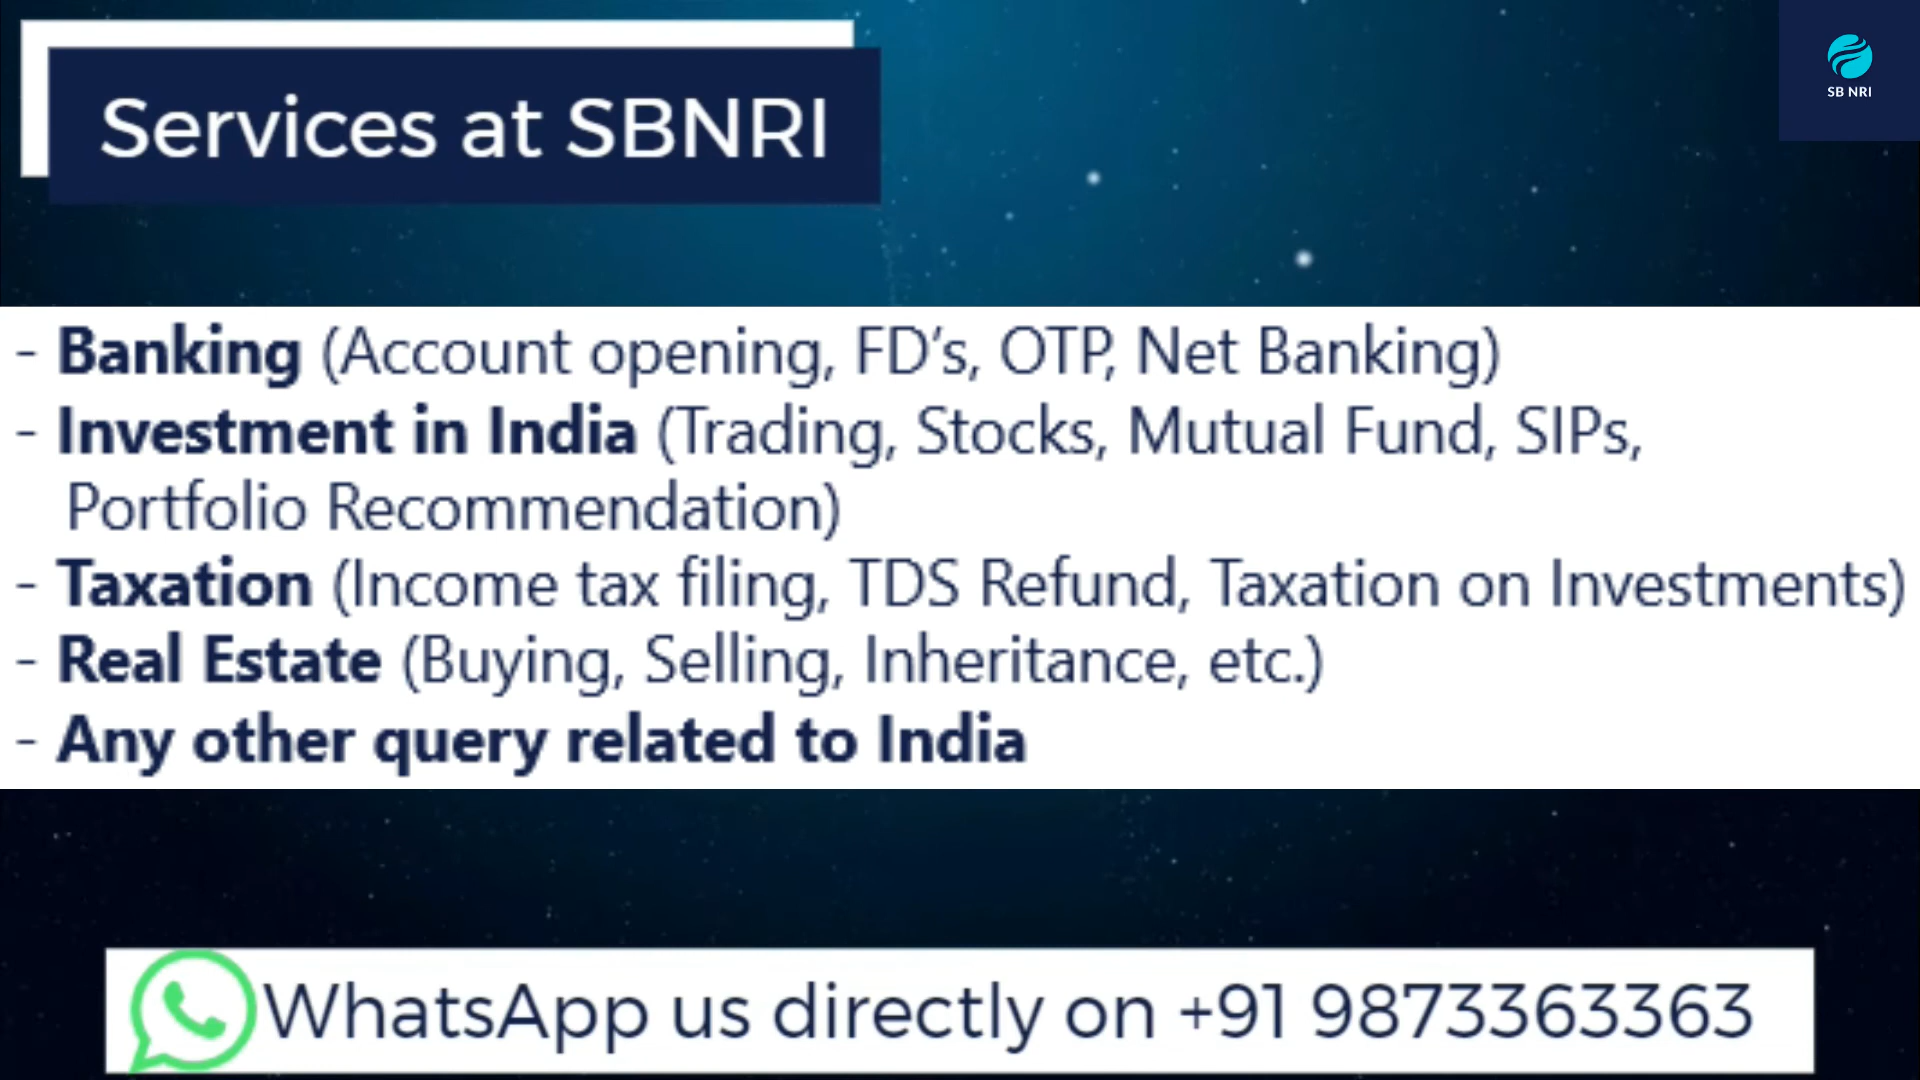 Services at SBNRI
SB NRI
- Banking (Account opening, FD’s, OTP, Net Banking)
- Investment in India (Trading, Stocks, Mutual Fund, SIPs,
Portfolio Recommendation)
- Taxation (Income tax filing, TDS Refund, Taxation on Investments)
- Real Estate (Buying, Selling, Inheritance, etc.)
- Any other query related to India
WhatsApp us directly on +91 9873363363